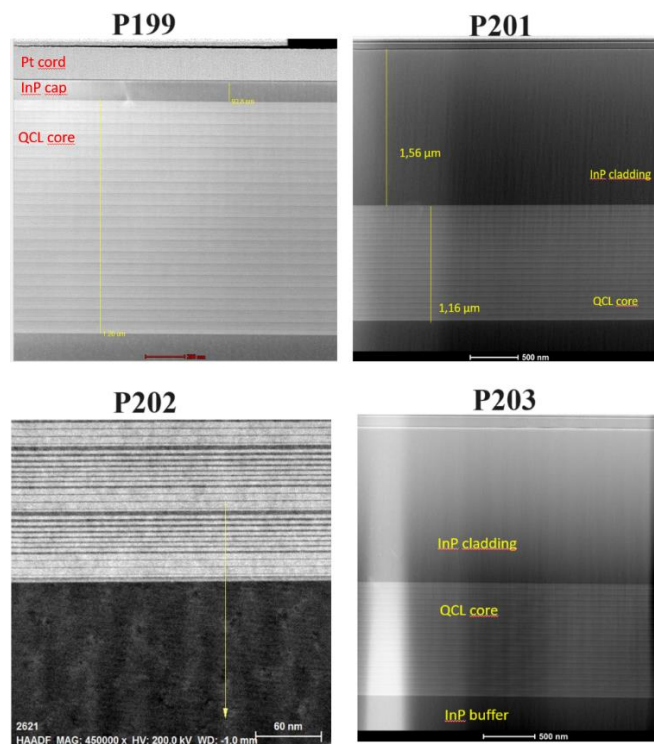 P199
Pt cord
InP cap
QCL core
P201
1,56 µm
InP cladding
QCL core
1,16 µm
500 nm
P202
2621
HAADF MAG: 450000 x HV: 200.0 kV WD: -1.0 mm
60 nm
P203
InP cladding
QCL core
InP buffer
500 nm